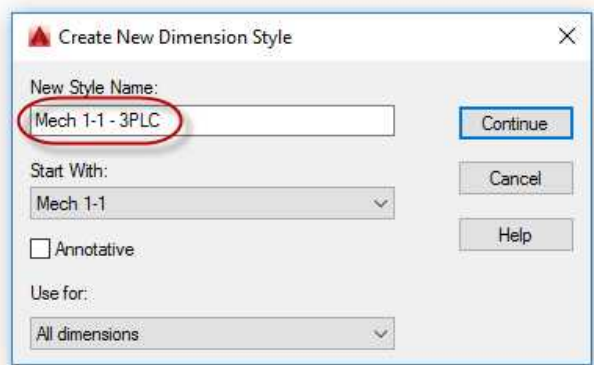 Create New Dimension Style
New Style Name:
Mech 1-1 - 3PLC
Continue
Start With:
Cancel
Mech 1-1
Help
Annotative
Use for:
All dimensions